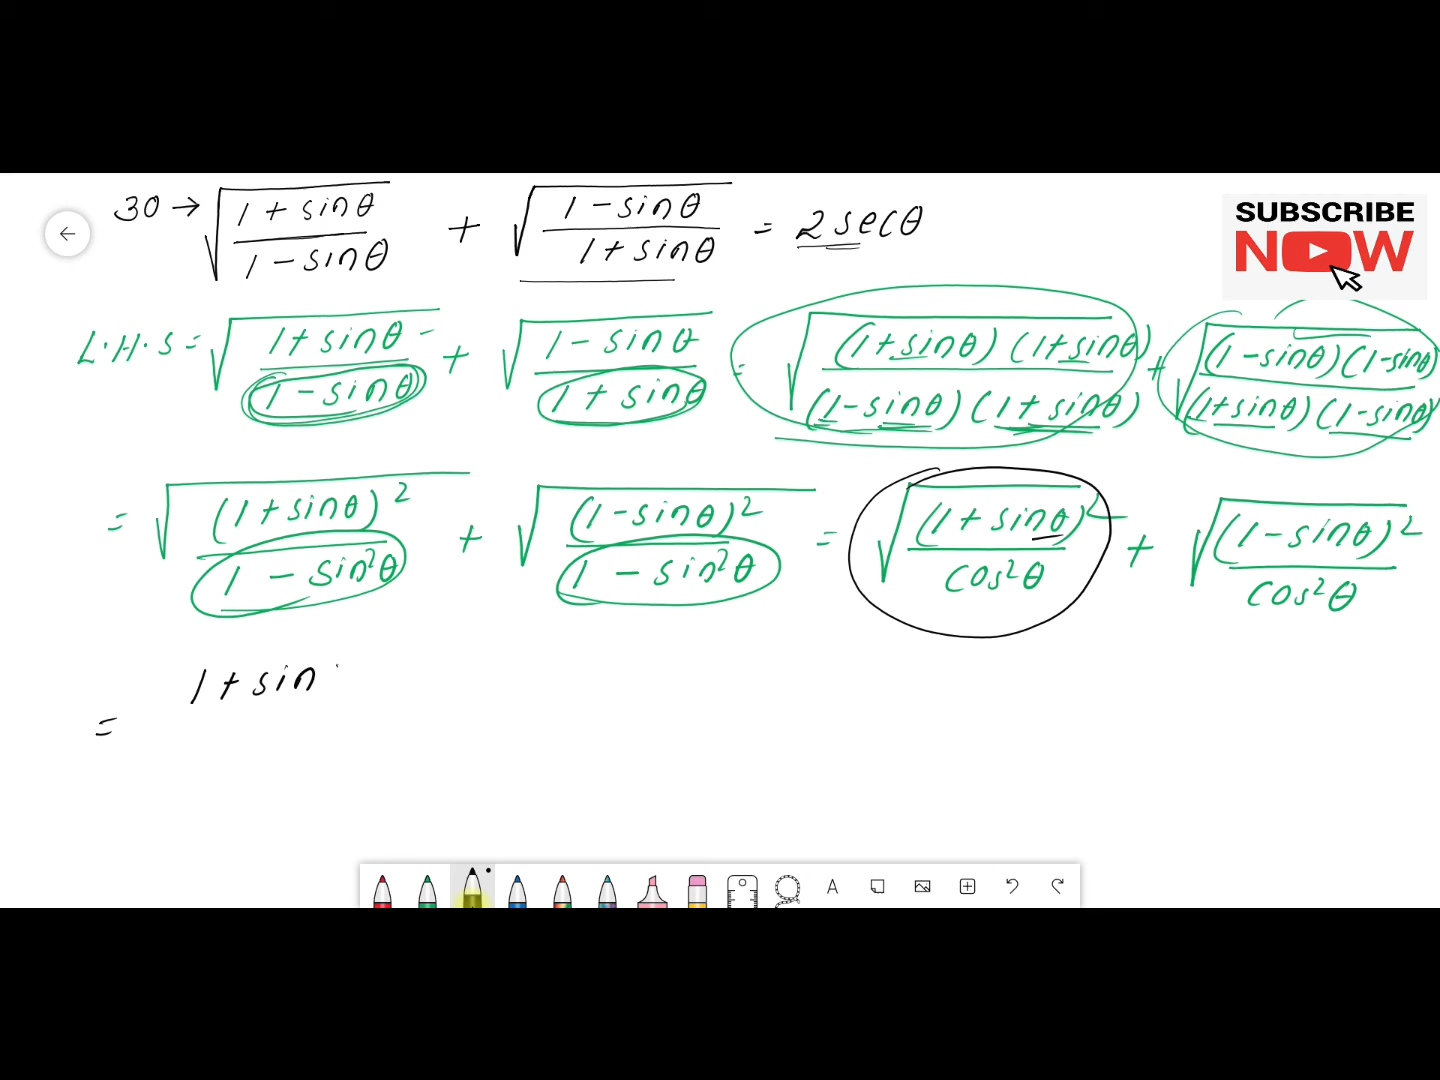 30 → √((1 + sinθ)/(1 - sinθ)) + √((1 - sinθ)/(1 + sinθ)) = 2 secθ
SUBSCRIBE
NOW
L.H.S = √((1 + sinθ)/(1 - sinθ)) + √((1 - sinθ)/(1 + sinθ)) = √((1+sinθ)(1+sinθ)/(1-sinθ)(1+sinθ)) + √((1-sinθ)(1-sinθ)/(1+sinθ)(1-sinθ))
= √((1+sinθ)²/(1 - sin²θ)) + √((1-sinθ)²/(1 - sin²θ)) = √((1+sinθ)²/cos²θ) + √((1-sinθ)²/cos²θ)
= 1 + sin
A